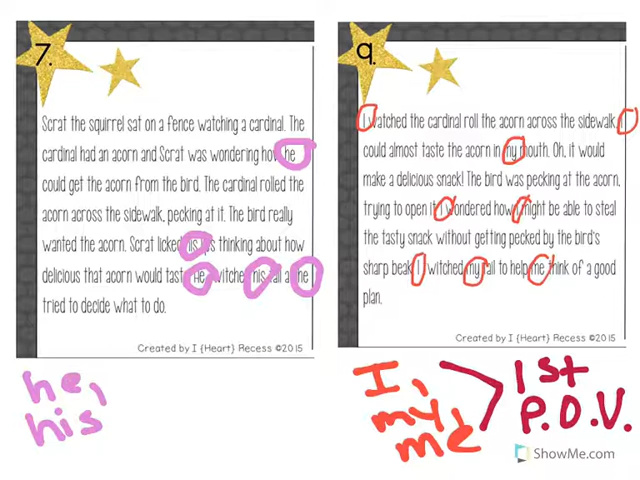 7.
Scrat the squirrel sat on a fence watching a cardinal. The
cardinal had an acorn and Scrat was wondering how he
could get the acorn from the bird. The cardinal rolled the
acorn across the sidewalk, pecking at it. The bird really
wanted the acorn. Scrat licked his lips thinking about how
delicious that acorn would taste. He twitched his tail as he
tried to decide what to do.
Created by I {Heart} Recess ©2015
he,
his
9.
I watched the cardinal roll the acorn across the sidewalk. I
could almost taste the acorn in my mouth. Oh, it would
make a delicious snack! The bird was pecking at the acorn,
trying to open it. I wondered how I might be able to steal
the tasty snack without getting pecked by the bird's
sharp beak. I twitched my tail to help me think of a good
plan.
Created by I {Heart} Recess ©2015
I,
my,
me
1st
P.O.V.
ShowMe.com